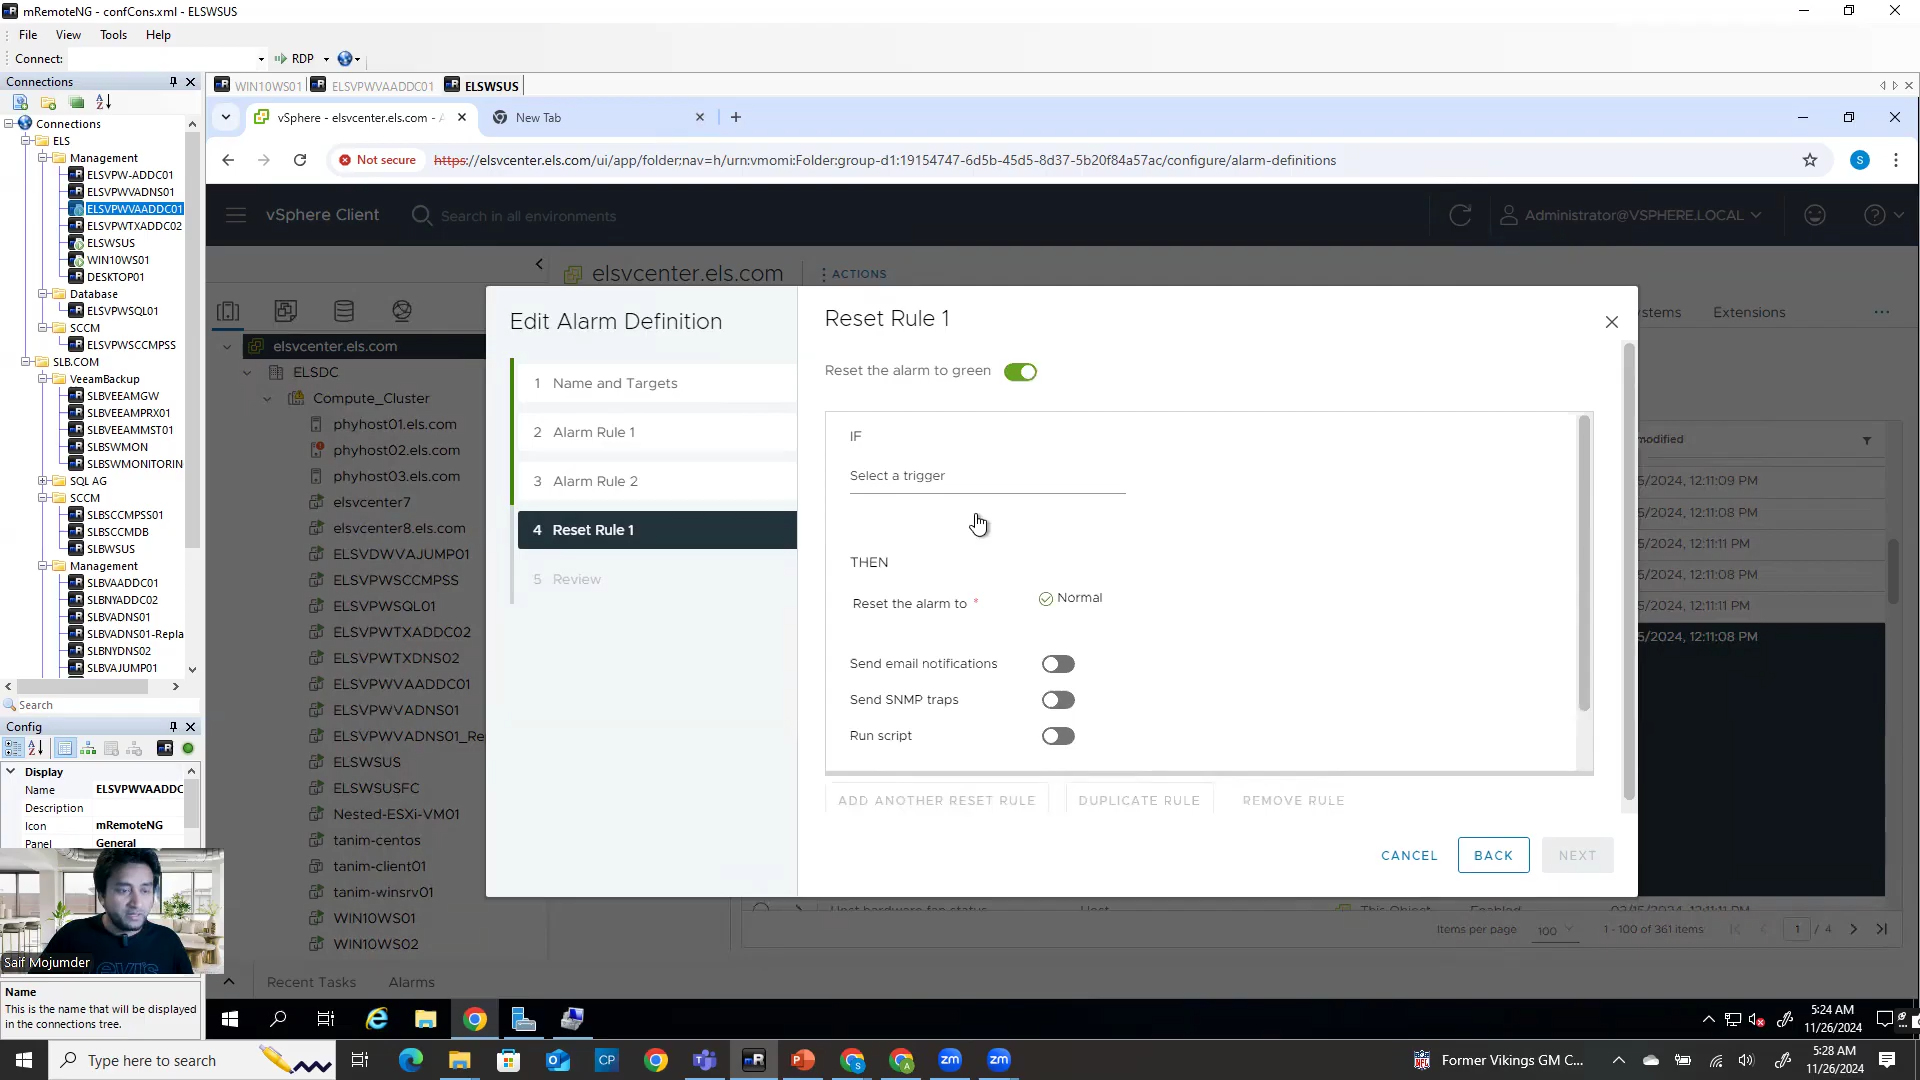 mRemoteNG - confCons.xml - ELSWSUS
File View Tools Help
Connect: RDP
Connections
Connections
ELS
Management
ELSVPW-ADDC01
ELSVPWVADNS01
ELSVPWVAADDC01
ELSVPWTXADDC02
ELSWSUS
WIN10WS01
DESKTOP01
Database
ELSVPWSQL01
SCCM
ELSVPWSCCMPSS
SLB.COM
VeeamBackup
SLBVEEAMGW
SLBVEEAMPRX01
SLBVEEAMMST01
SLBSWMON
SLBSWMONITORIN
SQL AG
SCCM
SLBSCCMPSS01
SLBSCCMDB
SLBWSUS
Management
SLBVAADDC01
SLBNYADDC02
SLBVADNS01
SLBVADNS01-Repla
SLBNYDNS02
SLBVAJUMP01
Search
Config
Display
Name ELSVPWVAADDC
Description
Icon mRemoteNG
Panel General
Saif Mojumder
Name
This is the name that will be displayed
in the connections tree.
WIN10WS01 ELSVPWVAADDC01 ELSWSUS
vSphere - elsvcenter.els.com - A
New Tab
Not secure https://elsvcenter.els.com/ui/app/folder;nav=h/urn:vmomi:Folder:group-d1:19154747-6d5b-45d5-8d37-5b20f84a57ac/configure/alarm-definitions
S
vSphere Client
Search in all environments
Administrator@VSPHERE.LOCAL
elsvcenter.els.com
ACTIONS
elsvcenter.els.com
ELSDC
Compute_Cluster
phyhost01.els.com
phyhost02.els.com
phyhost03.els.com
elsvcenter7
elsvcenter8.els.com
ELSVDWVAJUMP01
ELSVPWSCCMPSS
ELSVPWSQL01
ELSVPWTXADDC02
ELSVPWTXDNS02
ELSVPWVAADDC01
ELSVPWVADNS01
ELSVPWVADNS01_Re
ELSWSUS
ELSWSUSFC
Nested-ESXi-VM01
tanim-centos
tanim-client01
tanim-winsrv01
WIN10WS01
WIN10WS02
Recent Tasks Alarms
Edit Alarm Definition
1 Name and Targets
2 Alarm Rule 1
3 Alarm Rule 2
4 Reset Rule 1
5 Review
Reset Rule 1
Reset the alarm to green
IF
Select a trigger
THEN
Reset the alarm to * Normal
Send email notifications
Send SNMP traps
Run script
ADD ANOTHER RESET RULE DUPLICATE RULE REMOVE RULE
CANCEL BACK NEXT
stems Extensions
modified
5/2024, 12:11:09 PM
5/2024, 12:11:08 PM
5/2024, 12:11:11 PM
5/2024, 12:11:08 PM
5/2024, 12:11:11 PM
5/2024, 12:11:08 PM
Host hardware fan status Host This Object Enabled 02/15/2024, 12:11:11 PM
Items per page 100 1 - 100 of 361 items 1 / 4
5:24 AM
11/26/2024
Type here to search
Former Vikings GM C...
5:28 AM
11/26/2024